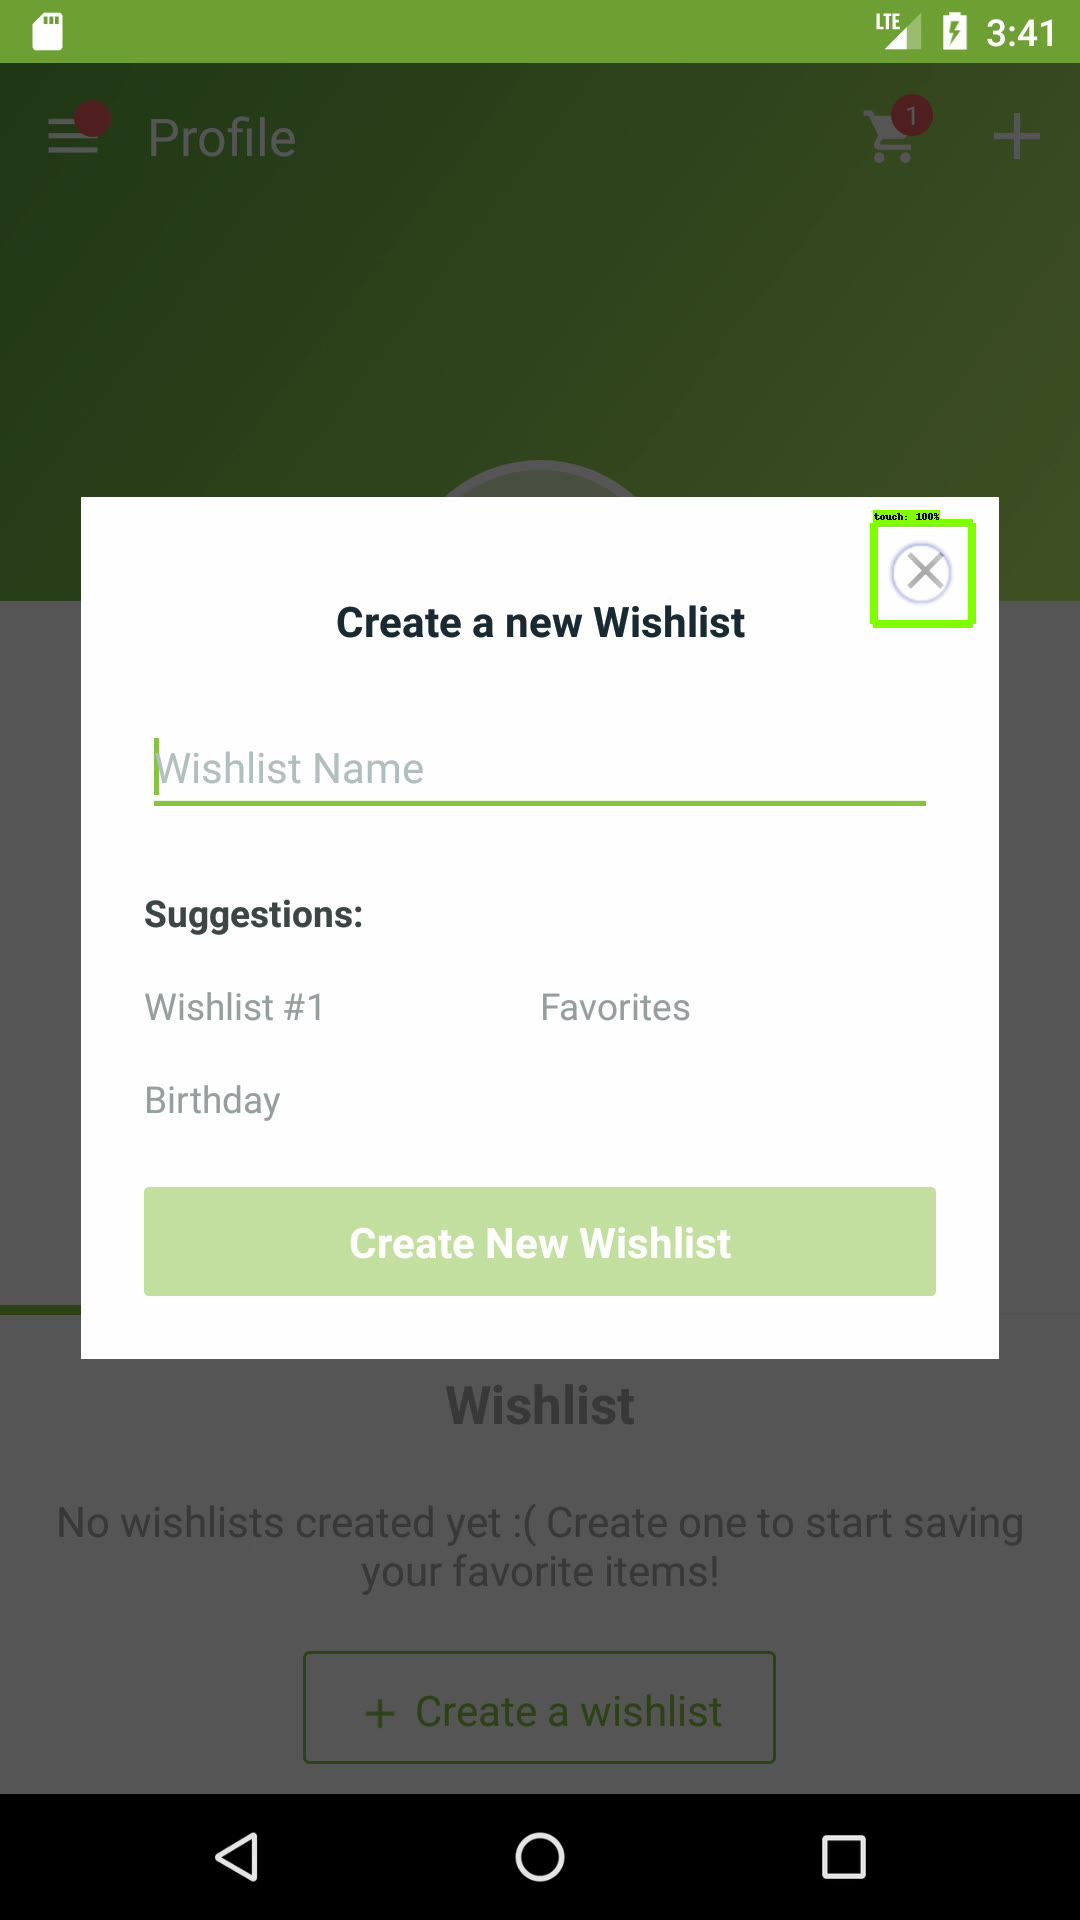 LTE 3:41
Profile 1
touch: 100%
Create a new Wishlist
Wishlist Name
Suggestions:
Wishlist #1 Favorites
Birthday
Create New Wishlist
Wishlist
No wishlists created yet :( Create one to start saving
your favorite items!
+ Create a wishlist